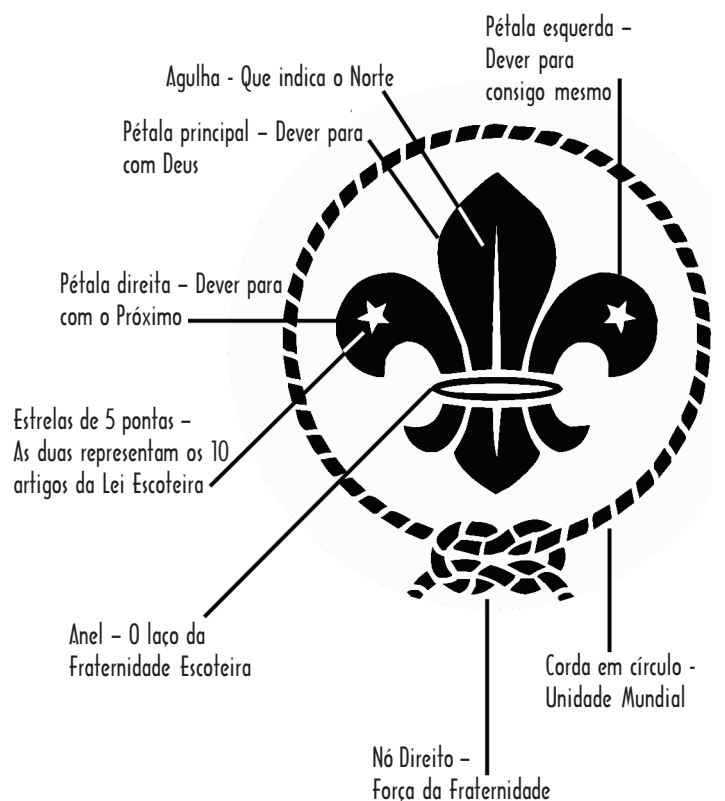 Pétala esquerda –
Dever para
consigo mesmo
Agulha - Que indica o Norte
Pétala principal – Dever para
com Deus
Pétala direita – Dever para
com o Próximo
Estrelas de 5 pontas –
As duas representam os 10
artigos da Lei Escoteira
Anel – O laço da
Fraternidade Escoteira
Corda em círculo -
Unidade Mundial
Nó Direito –
Força da Fraternidade